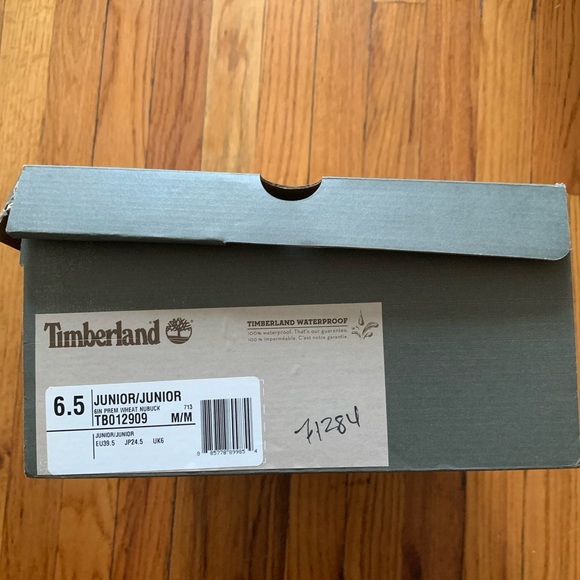 Timberland
TIMBERLAND WATERPROOF
100% waterproof. That's our guarantee.
100% imperméable. C'est notre garantie.
6.5 JUNIOR/JUNIOR
6IN PREM WHEAT NUBUCK 713
TB012909 M/M
JUNIOR/JUNIOR
EU39.5 JP24.5 UK6
71284